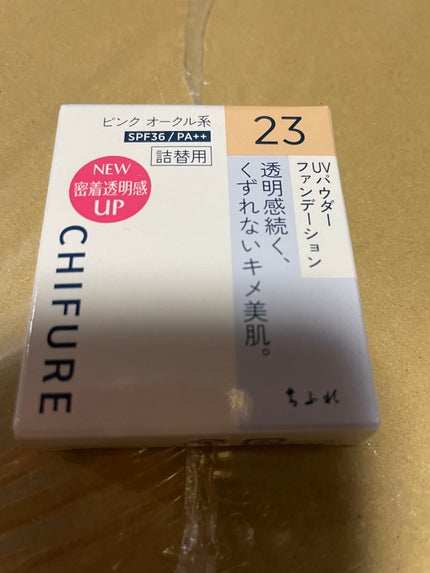 ピンク オークル系
SPF36/PA++
詰替用
23
UVパウダー
ファンデーション
透明感続く、
くずれないキメ美肌。
NEW
密着透明感
UP
CHIFURE
ちふれ